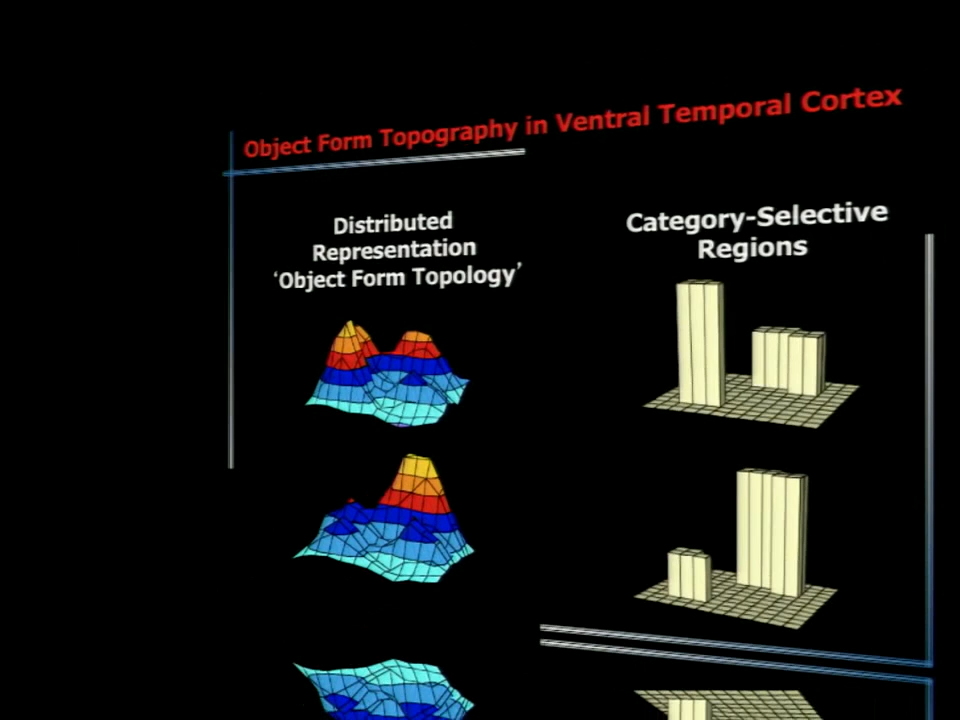 Object Form Topography in Ventral Temporal Cortex
Distributed
Representation
‘Object Form Topology’
Category-Selective
Regions